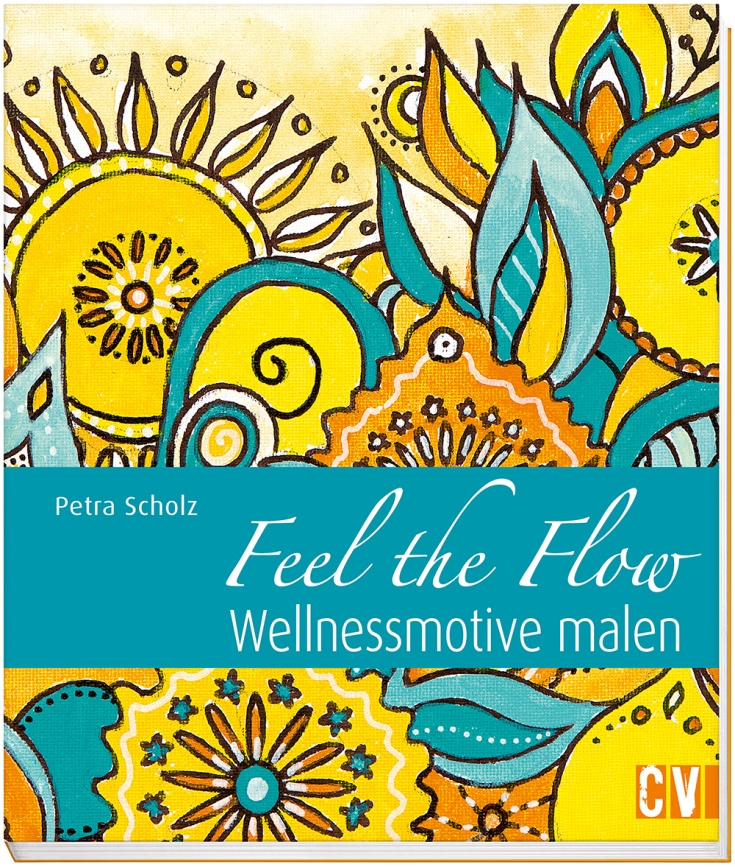 Petra Scholz
Feel the Flow
Wellnessmotive malen
CV